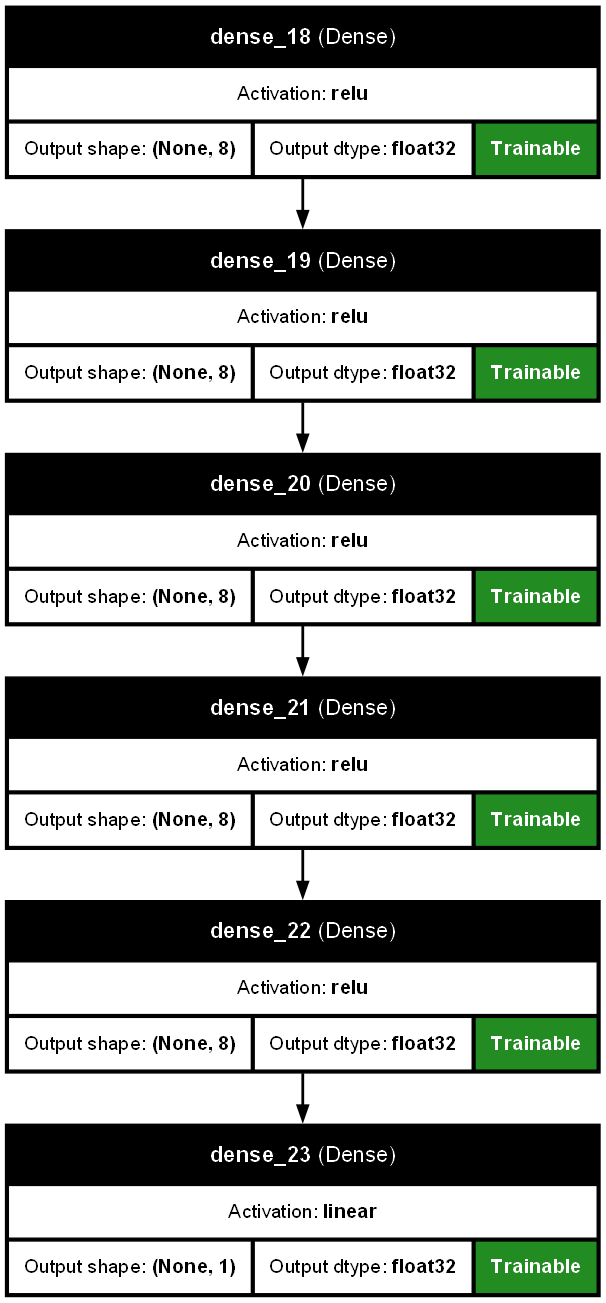 dense_18 (Dense)
Activation: relu
Output shape: (None, 8) Output dtype: float32 Trainable
dense_19 (Dense)
Activation: relu
Output shape: (None, 8) Output dtype: float32 Trainable
dense_20 (Dense)
Activation: relu
Output shape: (None, 8) Output dtype: float32 Trainable
dense_21 (Dense)
Activation: relu
Output shape: (None, 8) Output dtype: float32 Trainable
dense_22 (Dense)
Activation: relu
Output shape: (None, 8) Output dtype: float32 Trainable
dense_23 (Dense)
Activation: linear
Output shape: (None, 1) Output dtype: float32 Trainable